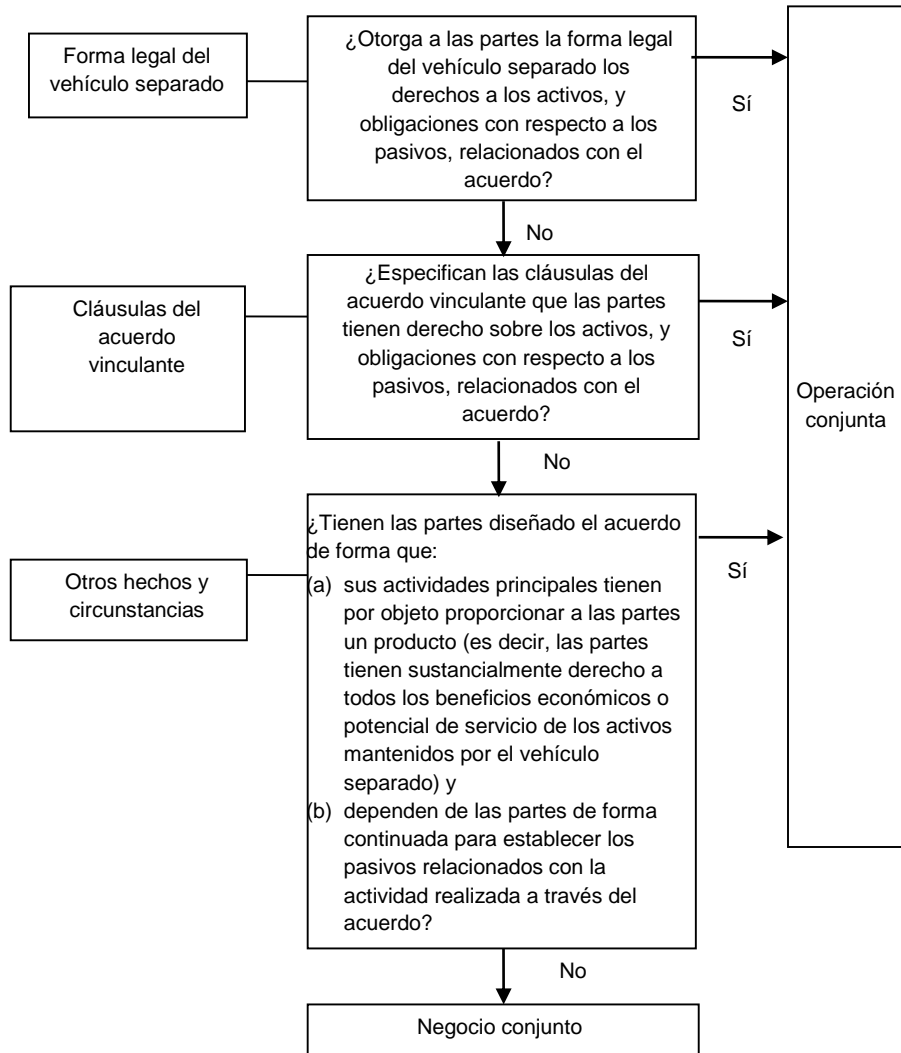 Forma legal del
vehículo separado
¿Otorga a las partes la forma legal
del vehículo separado los
derechos a los activos, y
obligaciones con respecto a los
pasivos, relacionados con el
acuerdo?
Sí
No
Cláusulas del
acuerdo
vinculante
¿Especifican las cláusulas del
acuerdo vinculante que las partes
tienen derecho sobre los activos, y
obligaciones con respecto a los
pasivos, relacionados con el
acuerdo?
Sí
Operación
conjunta
No
Otros hechos y
circunstancias
¿Tienen las partes diseñado el acuerdo
de forma que:
(a) sus actividades principales tienen
por objeto proporcionar a las partes
un producto (es decir, las partes
tienen sustancialmente derecho a
todos los beneficios económicos o
potencial de servicio de los activos
mantenidos por el vehículo
separado) y
(b) dependen de las partes de forma
continuada para establecer los
pasivos relacionados con la
actividad realizada a través del
acuerdo?
Sí
No
Negocio conjunto